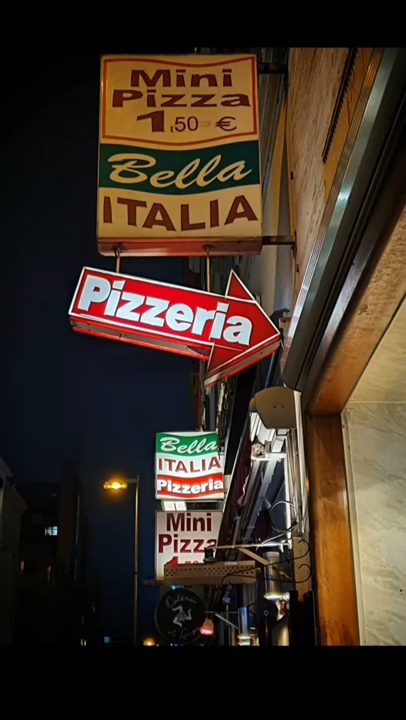 Mini
Pizza
1,50 €
Bella
ITALIA
Pizzeria
Bella
ITALIA
Pizzeria
Mini
Pizza